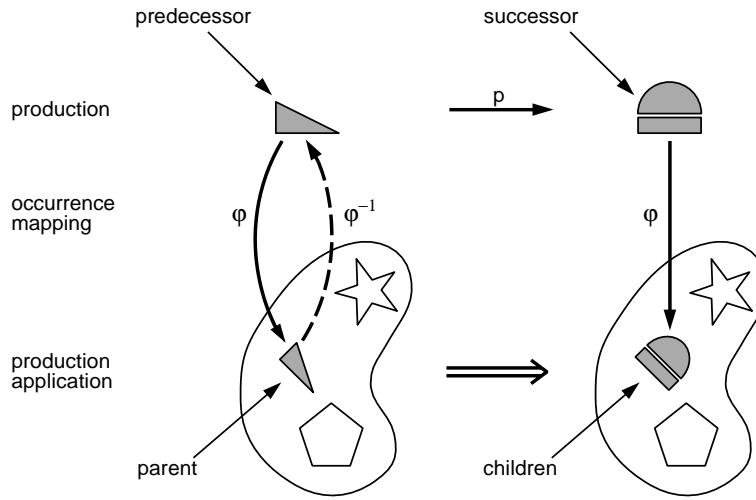 predecessor
successor
production
p
occurrence
mapping
φ
φ⁻¹
φ
production
application
parent
children